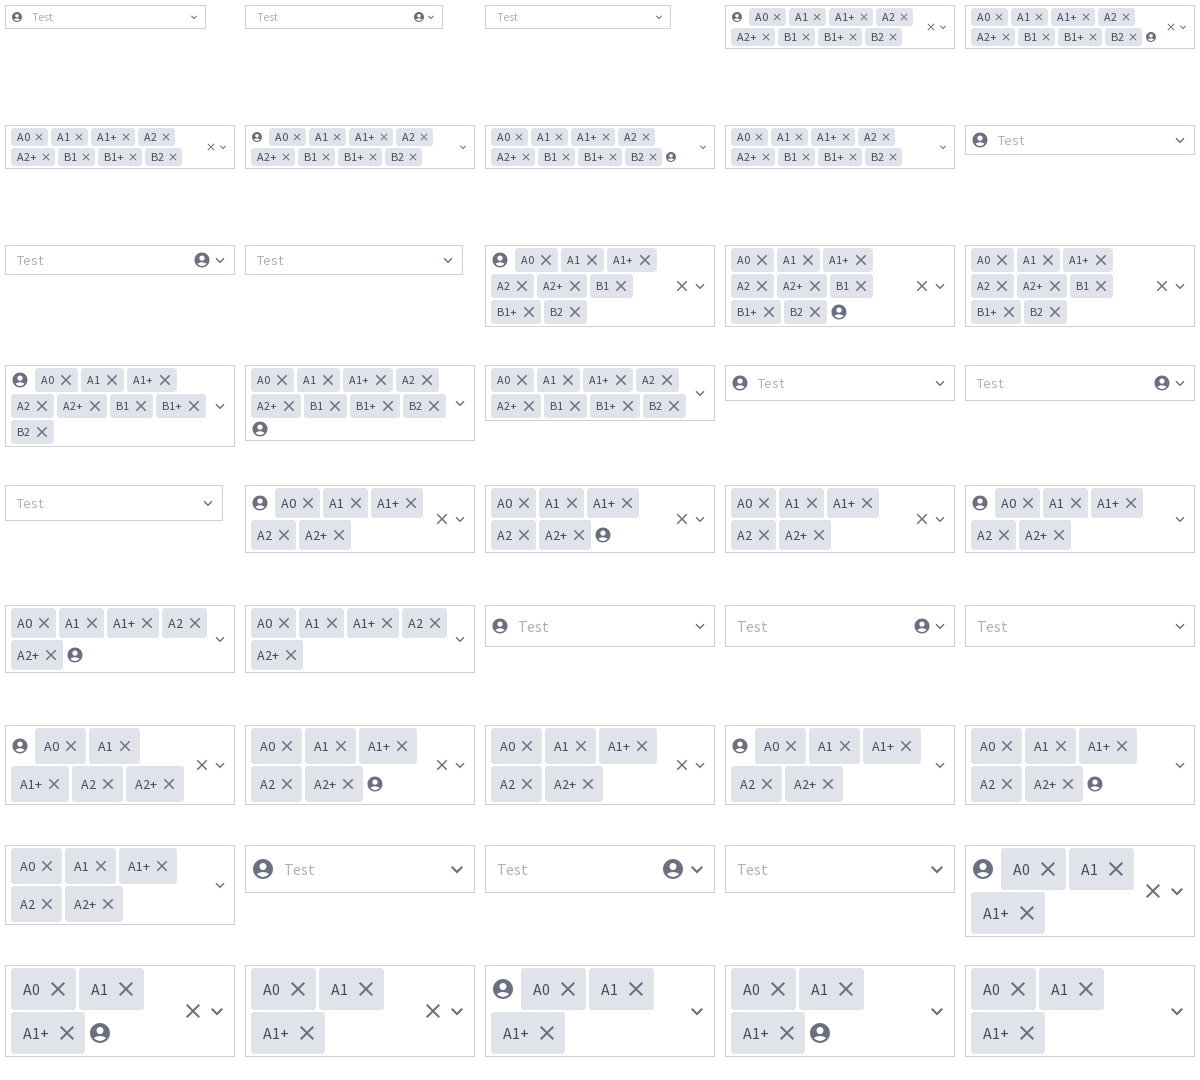 Test
Test
Test
A0 A1 A1+ A2
A2+ B1 B1+ B2
A0 A1 A1+ A2
A2+ B1 B1+ B2
A0 A1 A1+ A2
A2+ B1 B1+ B2
A0 A1 A1+ A2
A2+ B1 B1+ B2
A0 A1 A1+ A2
A2+ B1 B1+ B2
A0 A1 A1+ A2
A2+ B1 B1+ B2
Test
Test
Test
A0 A1 A1+
A2 A2+ B1
B1+ B2
A0 A1 A1+
A2 A2+ B1
B1+ B2
A0 A1 A1+
A2 A2+ B1
B1+ B2
A0 A1 A1+
A2 A2+ B1 B1+
B2
A0 A1 A1+ A2
A2+ B1 B1+ B2
A0 A1 A1+ A2
A2+ B1 B1+ B2
Test
Test
Test
A0 A1 A1+
A2 A2+
A0 A1 A1+
A2 A2+
A0 A1 A1+
A2 A2+
A0 A1 A1+
A2 A2+
A0 A1 A1+ A2
A2+
A0 A1 A1+ A2
A2+
Test
Test
Test
A0 A1
A1+ A2 A2+
A0 A1 A1+
A2 A2+
A0 A1 A1+
A2 A2+
A0 A1 A1+
A2 A2+
A0 A1 A1+
A2 A2+
A0 A1 A1+
A2 A2+
Test
Test
Test
A0 A1
A1+
A0 A1
A1+
A0 A1
A1+
A0 A1
A1+
A0 A1
A1+
A0 A1
A1+